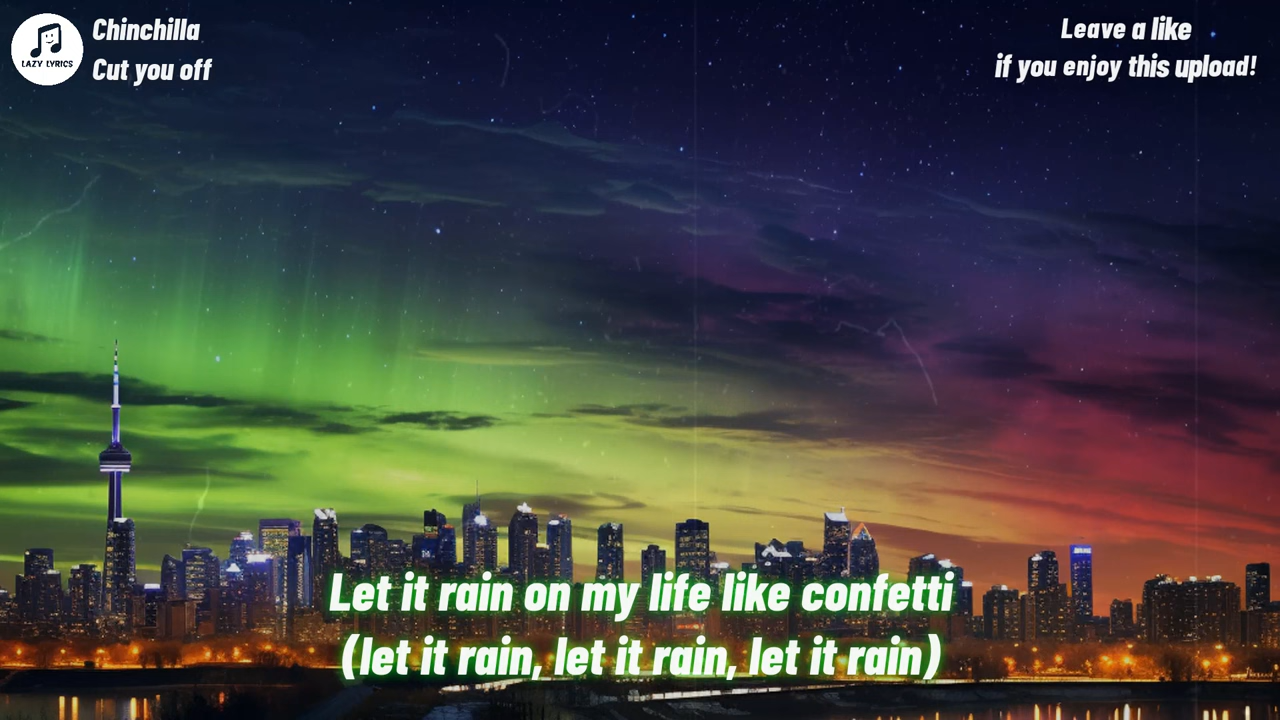 LAZY LYRICS
Chinchilla
Cut you off
Leave a like
if you enjoy this upload!
Let it rain on my life like confetti
(let it rain, let it rain, let it rain)